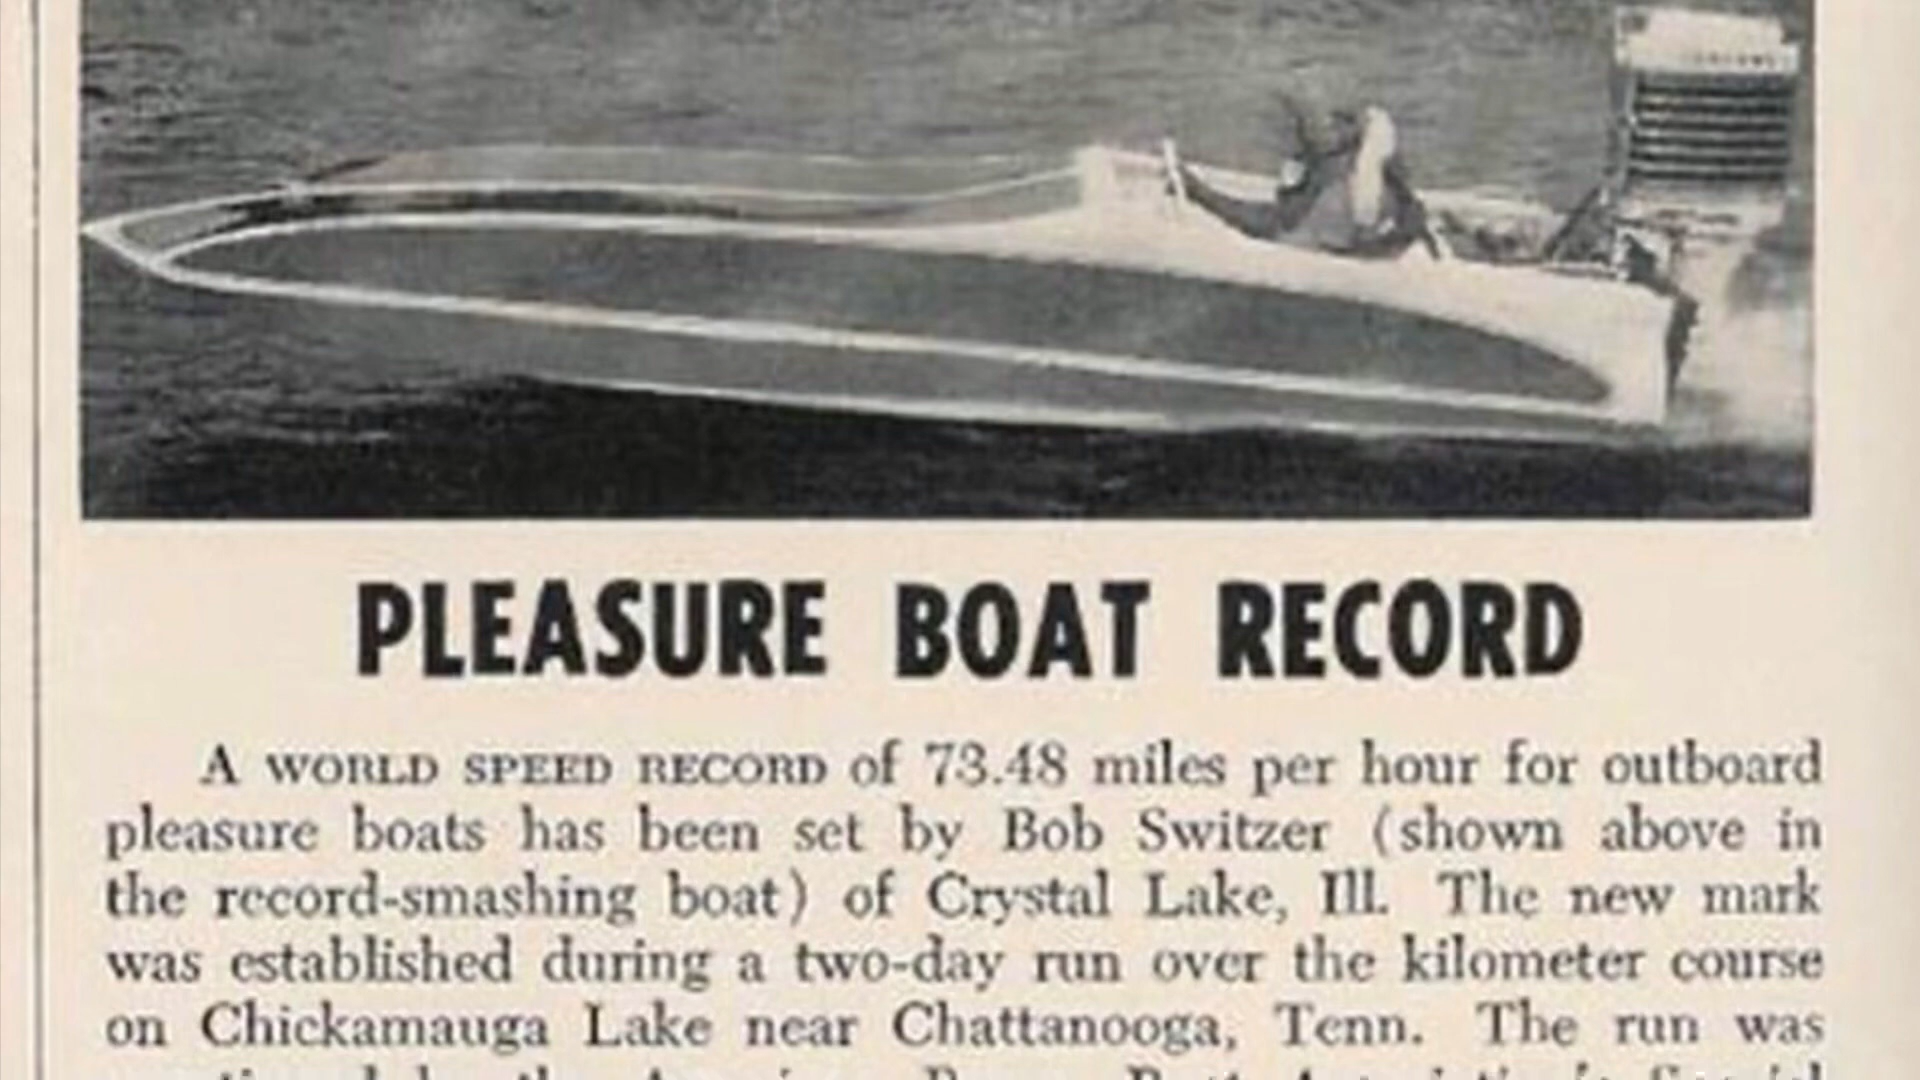 PLEASURE BOAT RECORD
A WORLD SPEED RECORD of 73.48 miles per hour for outboard
pleasure boats has been set by Bob Switzer (shown above in
the record-smashing boat) of Crystal Lake, Ill. The new mark
was established during a two-day run over the kilometer course
on Chickamauga Lake near Chattanooga, Tenn. The run was